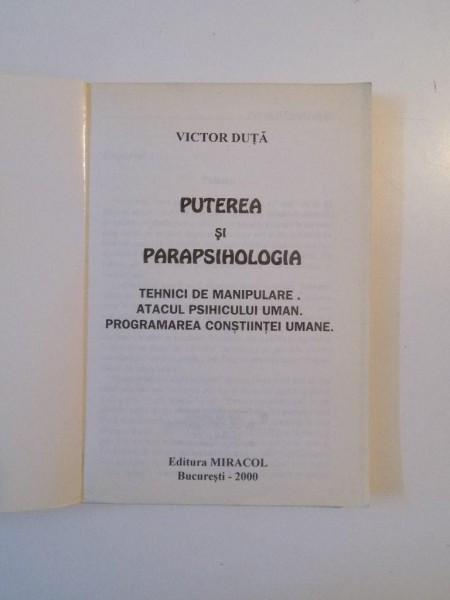 VICTOR DUȚĂ
PUTEREA
ȘI
PARAPSIHOLOGIA
TEHNICI DE MANIPULARE .
ATACUL PSIHICULUI UMAN.
PROGRAMAREA CONȘTIINȚEI UMANE.
Editura MIRACOL
București - 2000